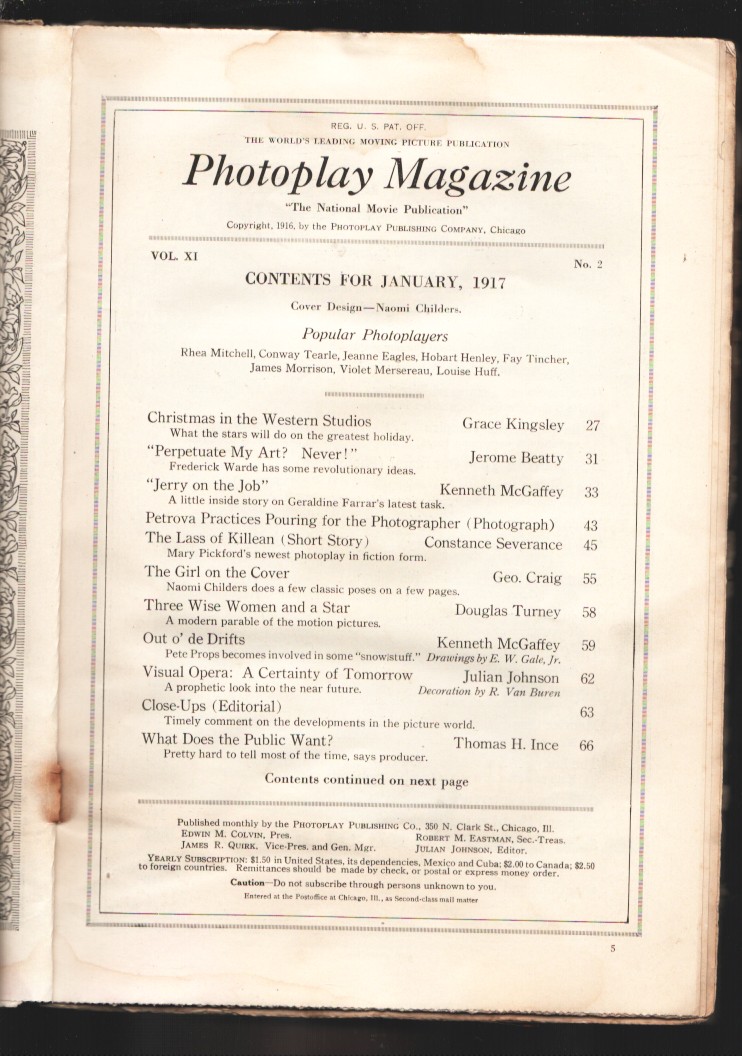 REG. U. S. PAT. OFF.
THE WORLD'S LEADING MOVING PICTURE PUBLICATION
Photoplay Magazine
"The National Movie Publication"
Copyright, 1916, by the PHOTOPLAY PUBLISHING COMPANY, Chicago
VOL. XI No. 2
CONTENTS FOR JANUARY, 1917
Cover Design—Naomi Childers.
Popular Photoplayers
Rhea Mitchell, Conway Tearle, Jeanne Eagles, Hobart Henley, Fay Tincher,
James Morrison, Violet Mersereau, Louise Huff.
Christmas in the Western Studios Grace Kingsley 27
What the stars will do on the greatest holiday.
"Perpetuate My Art? Never!" Jerome Beatty 31
Frederick Warde has some revolutionary ideas.
"Jerry on the Job" Kenneth McGaffey 33
A little inside story on Geraldine Farrar's latest task.
Petrova Practices Pouring for the Photographer (Photograph) 43
The Lass of Killean (Short Story) Constance Severance 45
Mary Pickford's newest photoplay in fiction form.
The Girl on the Cover Geo. Craig 55
Naomi Childers does a few classic poses on a few pages.
Three Wise Women and a Star Douglas Turney 58
A modern parable of the motion pictures.
Out o' de Drifts Kenneth McGaffey 59
Pete Props becomes involved in some "snow stuff." Drawings by E. W. Gale, Jr.
Visual Opera: A Certainty of Tomorrow Julian Johnson 62
A prophetic look into the near future. Decoration by R. Van Buren
Close-Ups (Editorial) 63
Timely comment on the developments in the picture world.
What Does the Public Want? Thomas H. Ince 66
Pretty hard to tell most of the time, says producer.
Contents continued on next page
Published monthly by the PHOTOPLAY PUBLISHING CO., 350 N. Clark St., Chicago, Ill.
EDWIN M. COLVIN, Pres. ROBERT M. EASTMAN, Sec.-Treas.
JAMES R. QUIRK, Vice-Pres. and Gen. Mgr. JULIAN JOHNSON, Editor.
YEARLY SUBSCRIPTION: $1.50 in United States, its dependencies, Mexico and Cuba; $2.00 to Canada; $2.50
to foreign countries. Remittances should be made by check, or postal or express money order.
Caution—Do not subscribe through persons unknown to you.
Entered at the Postoffice at Chicago, Ill., as Second-class mail matter
5